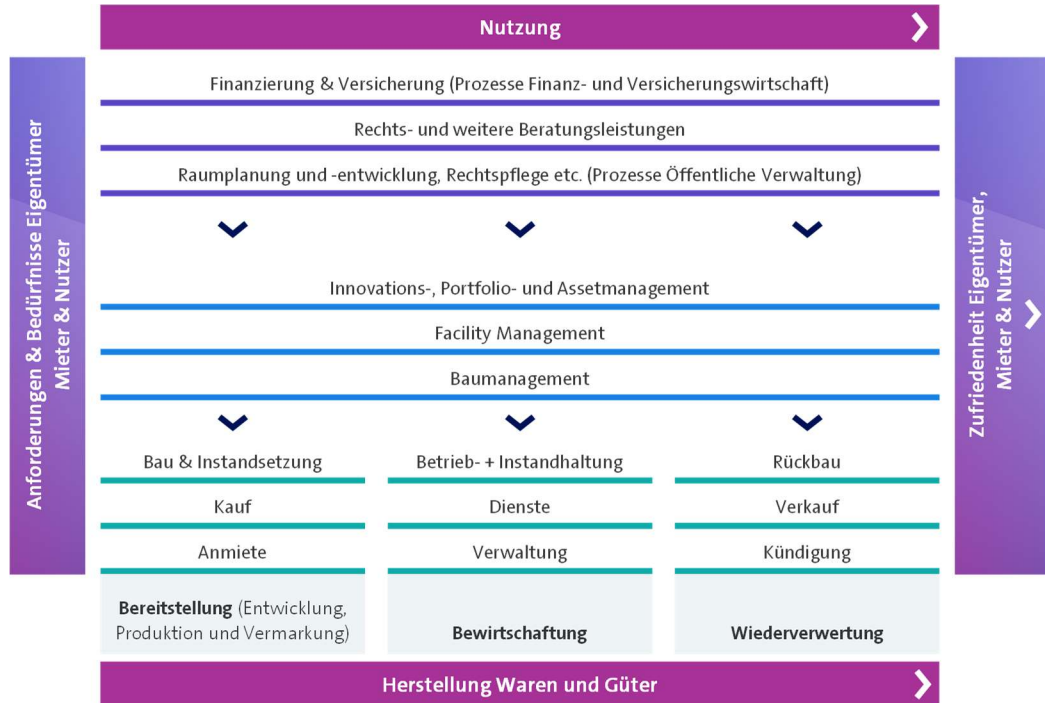 Nutzung
Anforderungen & Bedürfnisse Eigentümer
Mieter & Nutzer
Finanzierung & Versicherung (Prozesse Finanz- und Versicherungswirtschaft)
Rechts- und weitere Beratungsleistungen
Raumplanung und -entwicklung, Rechtspflege etc. (Prozesse Öffentliche Verwaltung)
Innovations-, Portfolio- und Assetmanagement
Facility Management
Baumanagement
Bau & Instandsetzung
Kauf
Anmiete
Bereitstellung (Entwicklung,
Produktion und Vermarkung)
Betrieb- + Instandhaltung
Dienste
Verwaltung
Bewirtschaftung
Rückbau
Verkauf
Kündigung
Wiederverwertung
Zufriedenheit Eigentümer,
Mieter & Nutzer
Herstellung Waren und Güter